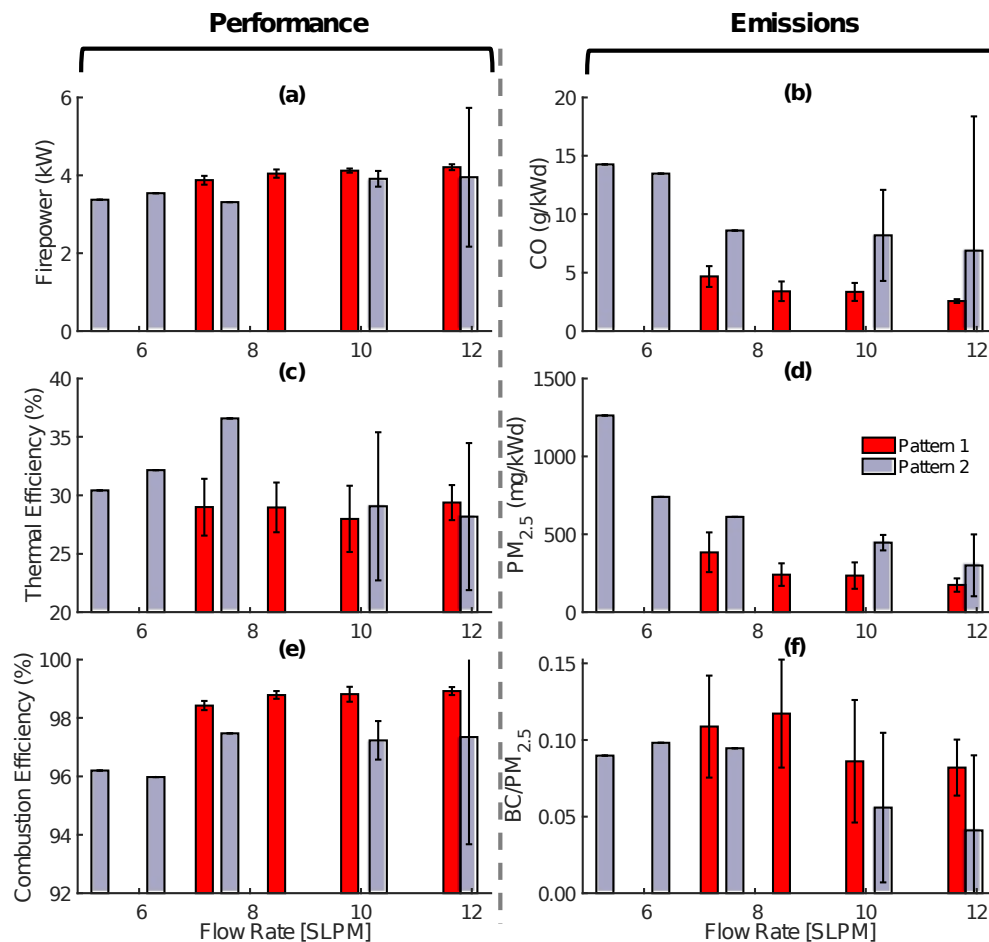 Performance
Emissions
(a)
Firepower (kW)
6
4
2
0
6
8
10
12
(b)
CO (g/kWd)
20
15
10
5
0
6
8
10
12
(c)
Thermal Efficiency (%)
40
35
30
25
20
6
8
10
12
(d)
PM2.5 (mg/kWd)
1500
1000
500
0
6
8
10
12
Pattern 1
Pattern 2
(e)
Combustion Efficiency (%)
100
98
96
94
92
6
8
10
12
Flow Rate [SLPM]
(f)
BC/PM2.5
0.15
0.10
0.05
0.00
6
8
10
12
Flow Rate [SLPM]